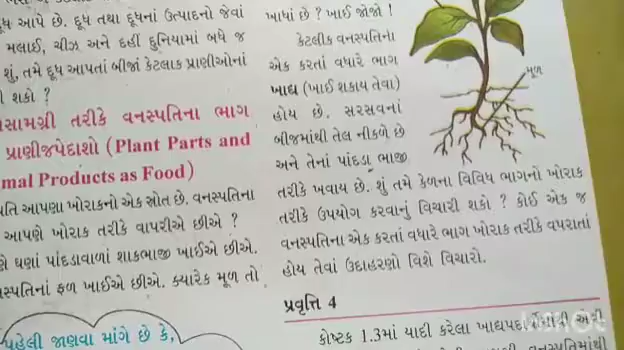 આપે છે. દૂધ તથા દૂધનાં ઉત્પાદનો જેવાં
મલાઈ, ચીઝ અને દહીં દુનિયામાં બધે જ
શું, તમે દૂધ આપતાં બીજાં કેટલાક પ્રાણીઓનાં
શકો ?
સામગ્રી તરીકે વનસ્પતિના ભાગ
પ્રાણીજપેદાશો (Plant Parts and
mal Products as Food)
આપણા ખોરાકનો એક સ્રોત છે. વનસ્પતિના
આપણે ખોરાક તરીકે વાપરીએ છીએ ?
ઘણાં પાંદડાવાળાં શાકભાજી ખાઈએ છીએ.
સ્પતિનાં ફળ ખાઈએ છીએ. ક્યારેક મૂળ તો
પહેલી જાણવા માંગે છે કે,
ખાધાં છે ? ખાઈ જોજો !
કેટલીક વનસ્પતિના
એક કરતાં વધારે ભાગ
ખાદ્ય (ખાઈ શકાય તેવા)
હોય છે. સરસવનાં
બીજમાંથી તેલ નીકળે છે
અને તેનાં પાંદડાં ભાજી
તરીકે ખવાય છે. શું તમે કેળના વિવિધ ભાગનો ખોરાક
તરીકે ઉપયોગ કરવાનું વિચારી શકો ? કોઈ એક જ
વનસ્પતિના એક કરતાં વધારે ભાગ ખોરાક તરીકે વપરાતાં
હોય તેવાં ઉદાહરણો વિશે વિચારો.
મૂળ
પ્રવૃત્તિ 4
કોષ્ટક 1.3માં યાદી કરેલા